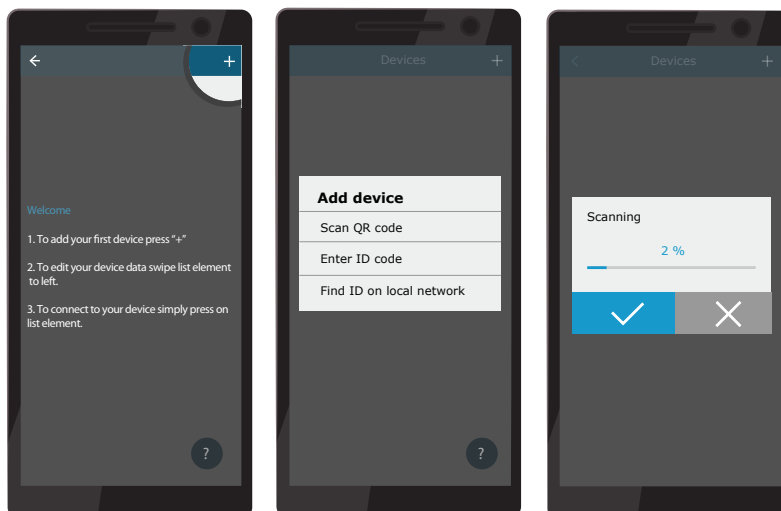 +
Welcome
1. To add your first device press "+"
2. To edit your device data swipe list element
to left.
3. To connect to your device simply press on
list element.
?
Devices +
Add device
Scan QR code
Enter ID code
Find ID on local network
?
Devices +
Scanning
2 %